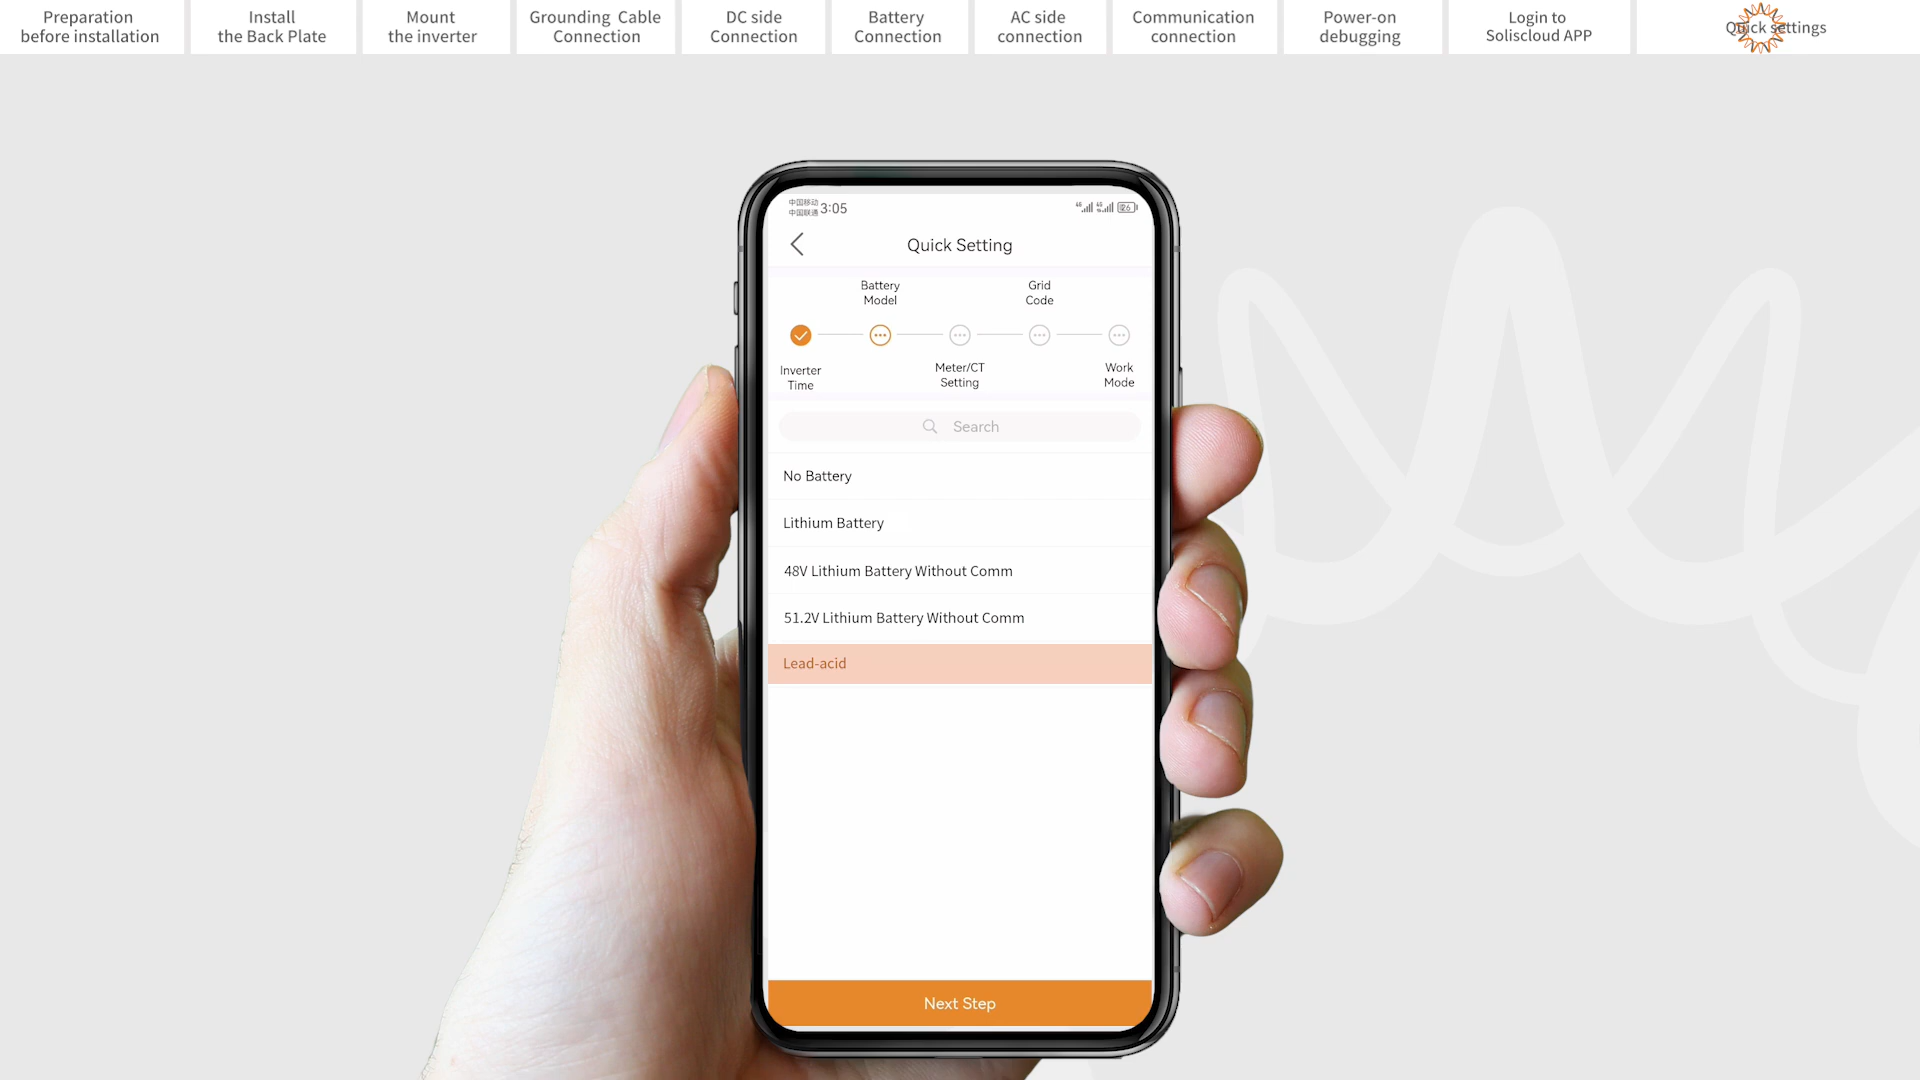 Preparation
before installation
Install
the Back Plate
Mount
the inverter
Grounding Cable
Connection
DC side
Connection
Battery
Connection
AC side
connection
Communication
connection
Power-on
debugging
Login to
Soliscloud APP
Quick settings
中国移动
中国联通
3:05
Quick Setting
Battery
Model
Grid
Code
Inverter
Time
Meter/CT
Setting
Work
Mode
Search
No Battery
Lithium Battery
48V Lithium Battery Without Comm
51.2V Lithium Battery Without Comm
Lead-acid
Next Step